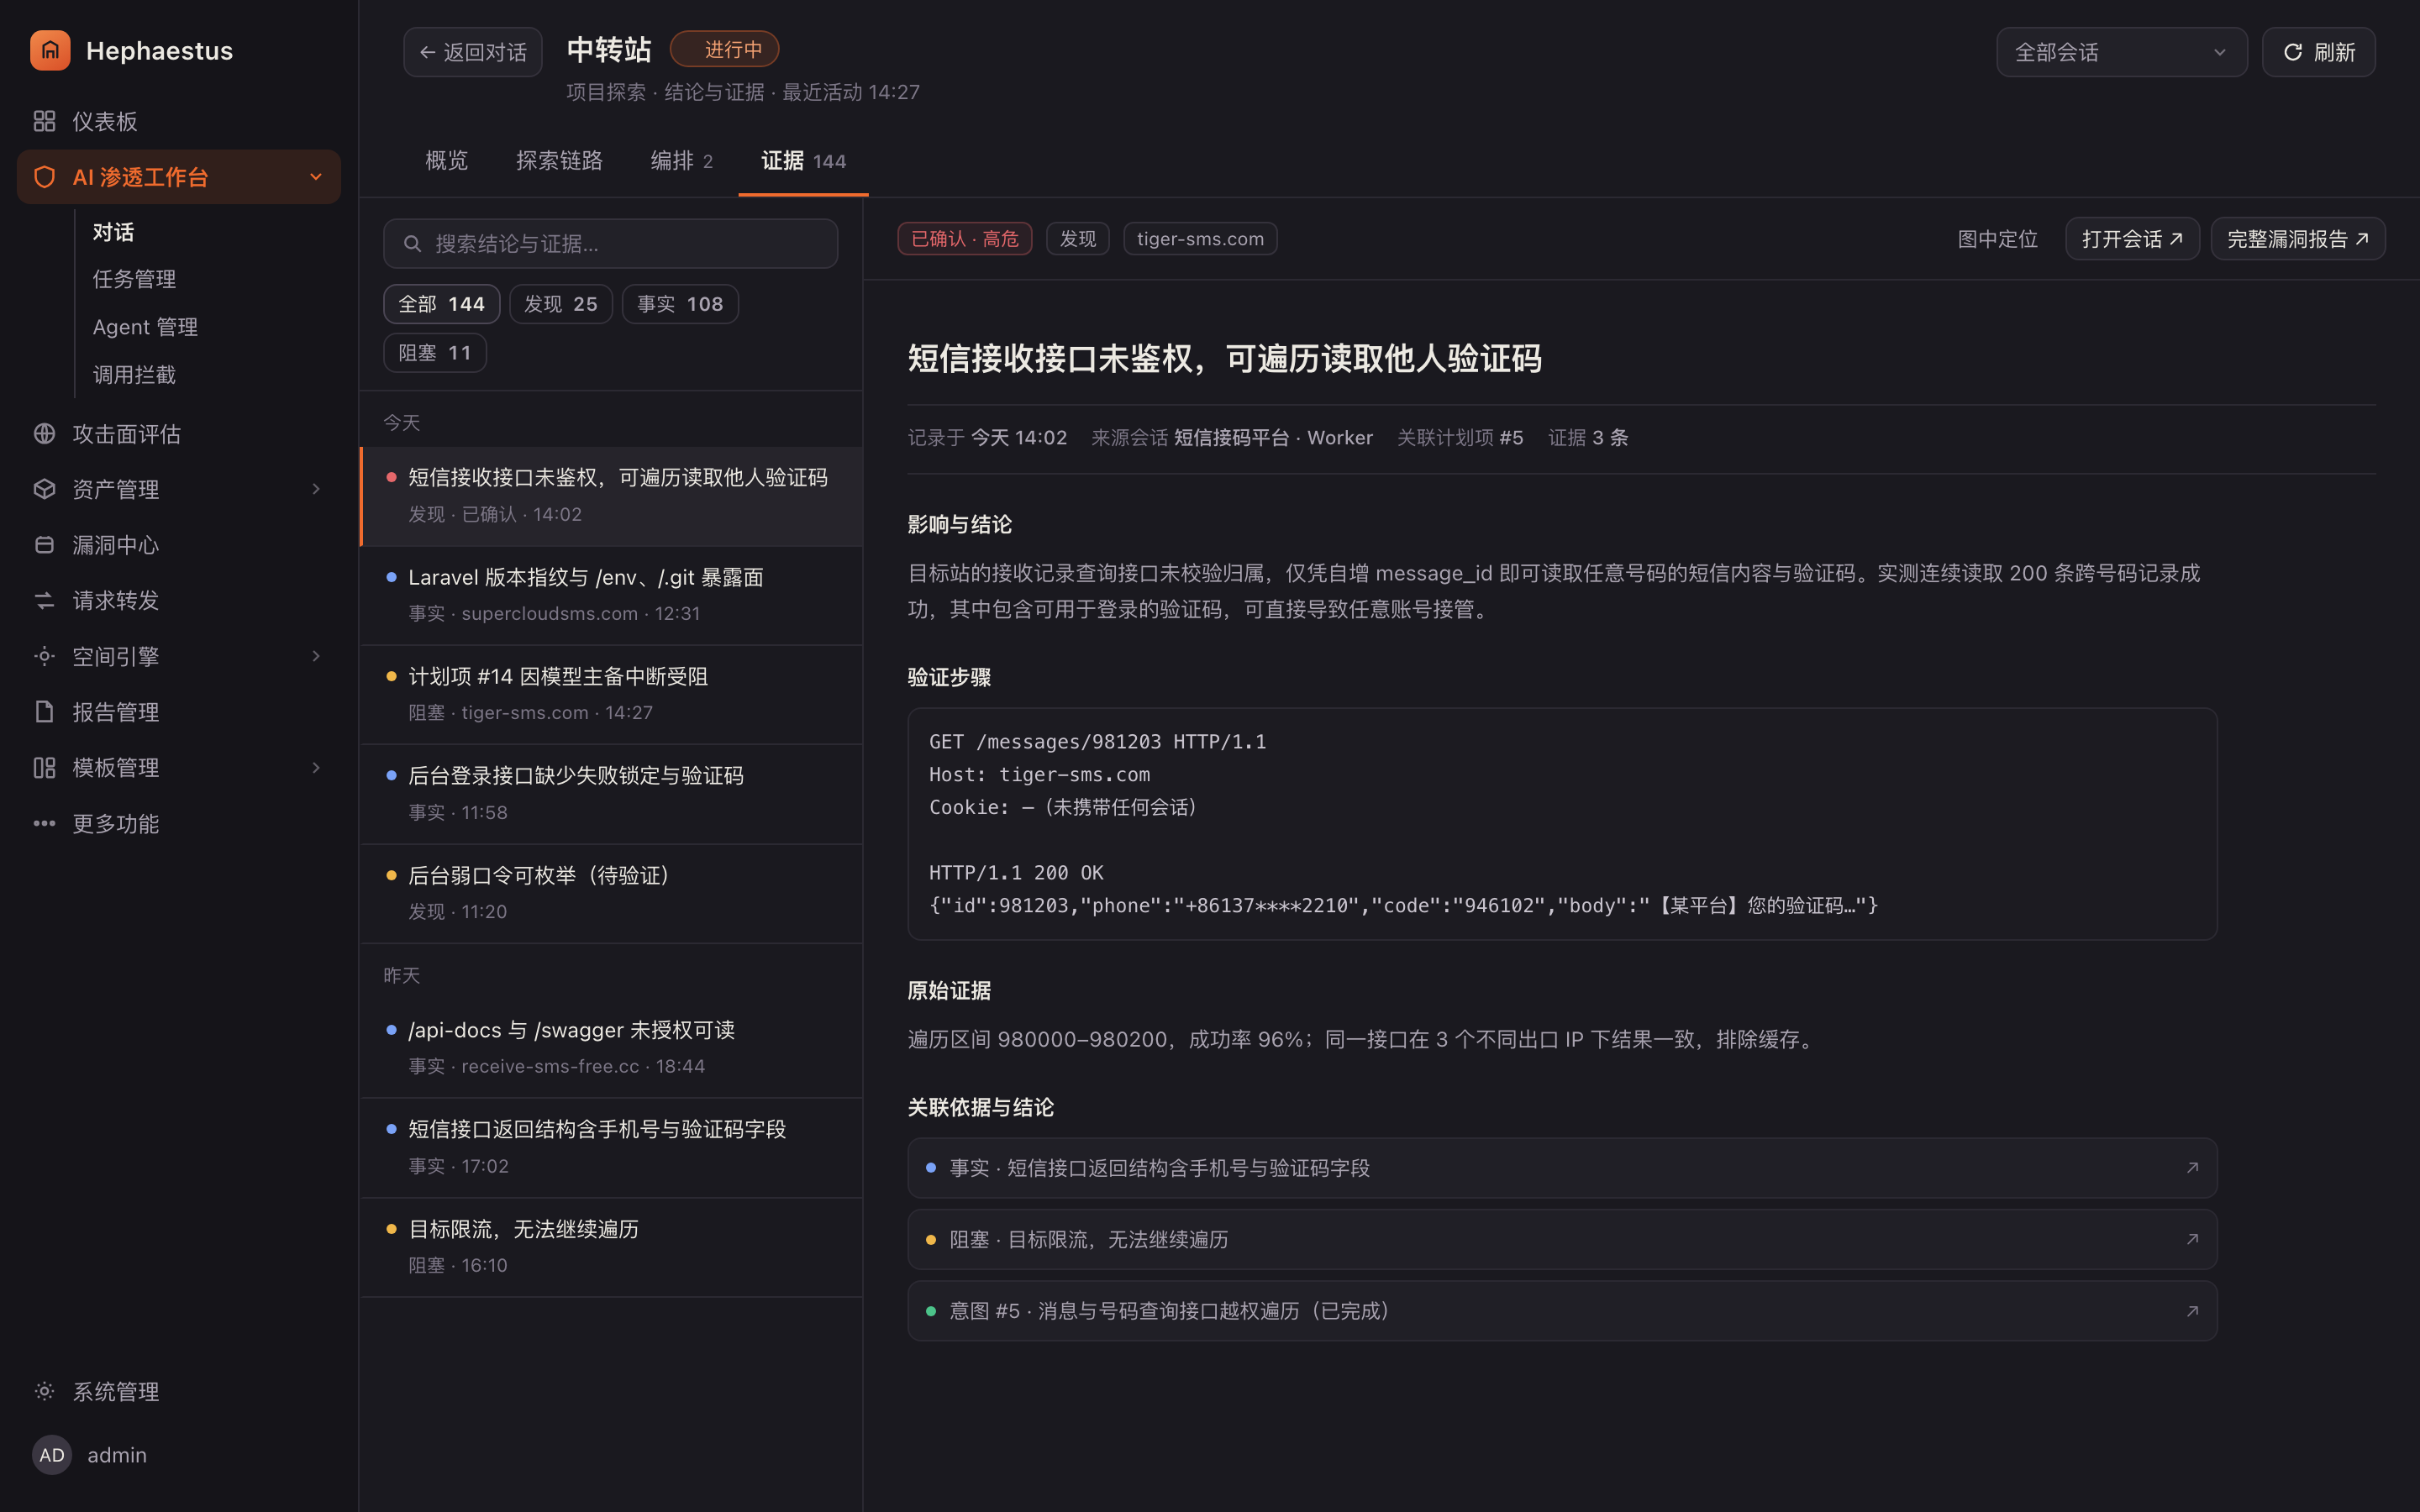 Hephaestus
仪表板
AI 渗透工作台
对话
任务管理
Agent 管理
调用拦截
攻击面评估
资产管理
漏洞中心
请求转发
空间引擎
报告管理
模板管理
更多功能
系统管理
AD admin
← 返回对话
中转站 进行中
项目探索 · 结论与证据 · 最近活动 14:27
全部会话
刷新
概览 探索链路 编排 2 证据 144
搜索结论与证据…
全部 144 发现 25 事实 108
阻塞 11
今天
短信接收接口未鉴权，可遍历读取他人验证码
发现 · 已确认 · 14:02
Laravel 版本指纹与 /env、/.git 暴露面
事实 · supercloudsms.com · 12:31
计划项 #14 因模型主备中断受阻
阻塞 · tiger-sms.com · 14:27
后台登录接口缺少失败锁定与验证码
事实 · 11:58
后台弱口令可枚举（待验证）
发现 · 11:20
昨天
/api-docs 与 /swagger 未授权可读
事实 · receive-sms-free.cc · 18:44
短信接口返回结构含手机号与验证码字段
事实 · 17:02
目标限流，无法继续遍历
阻塞 · 16:10
已确认 · 高危 发现 tiger-sms.com
图中定位 打开会话 ↗ 完整漏洞报告 ↗
短信接收接口未鉴权，可遍历读取他人验证码
记录于 今天 14:02 来源会话 短信接码平台 · Worker 关联计划项 #5 证据 3 条
影响与结论
目标站的接收记录查询接口未校验归属，仅凭自增 message_id 即可读取任意号码的短信内容与验证码。实测连续读取 200 条跨号码记录成
功，其中包含可用于登录的验证码，可直接导致任意账号接管。
验证步骤
GET /messages/981203 HTTP/1.1
Host: tiger-sms.com
Cookie: —（未携带任何会话）
HTTP/1.1 200 OK
{"id":981203,"phone":"+86137****2210","code":"946102","body":"【某平台】您的验证码…"}
原始证据
遍历区间 980000–980200，成功率 96%；同一接口在 3 个不同出口 IP 下结果一致，排除缓存。
关联依据与结论
事实 · 短信接口返回结构含手机号与验证码字段 ↗
阻塞 · 目标限流，无法继续遍历 ↗
意图 #5 · 消息与号码查询接口越权遍历（已完成） ↗